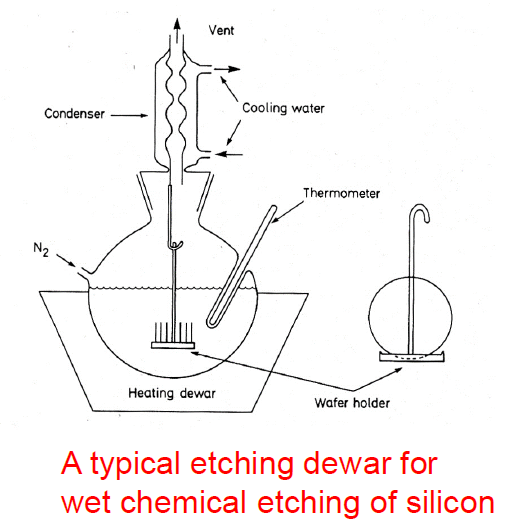 Vent
Condenser
Cooling water
Thermometer
N2
Heating dewar
Wafer holder
A typical etching dewar for
wet chemical etching of silicon